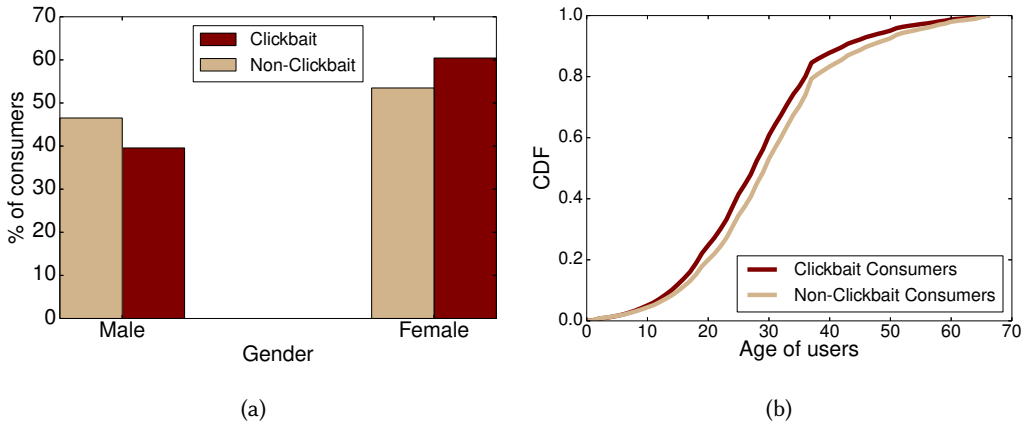 70
60
50
40
30
20
10
0
% of consumers
Clickbait
Non-Clickbait
Male
Female
Gender
(a)
1.0
0.8
0.6
0.4
0.2
0.0
CDF
Clickbait Consumers
Non-Clickbait Consumers
0 10 20 30 40 50 60 70
Age of users
(b)